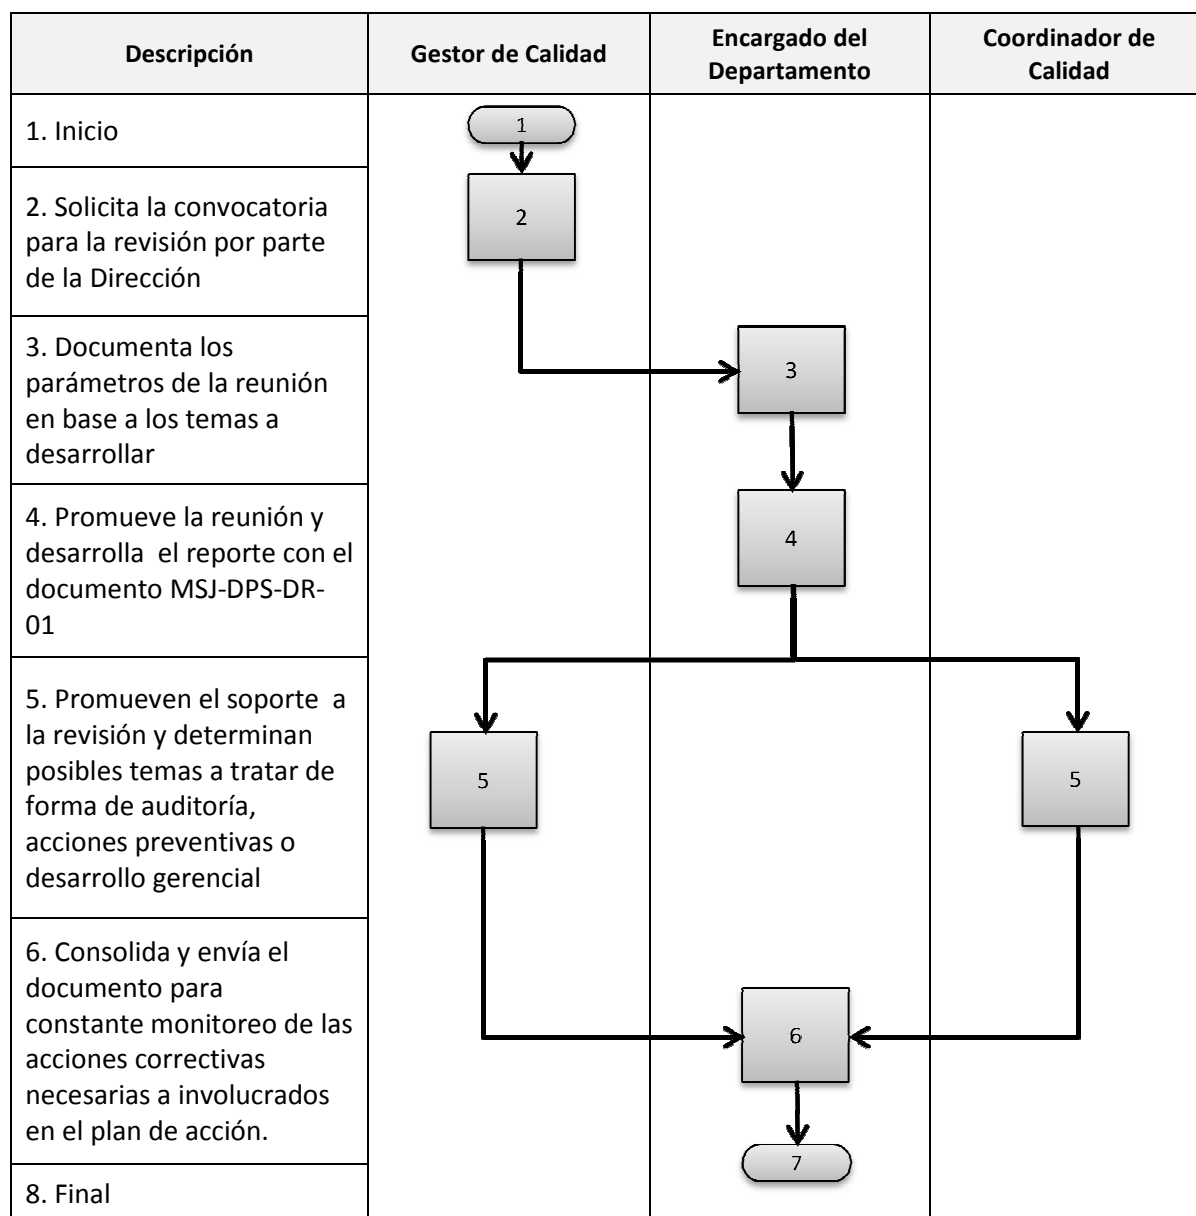 Descripción
Gestor de Calidad
Encargado del
Departamento
Coordinador de
Calidad
1. Inicio
1
2. Solicita la convocatoria
para la revisión por parte
de la Dirección
2
3. Documenta los
parámetros de la reunión
en base a los temas a
desarrollar
3
4. Promueve la reunión y
desarrolla  el reporte con el
documento MSJ-DPS-DR-
01
4
5. Promueven el soporte  a
la revisión y determinan
posibles temas a tratar de
forma de auditoría,
acciones preventivas o
desarrollo gerencial
5
5
6. Consolida y envía el
documento para
constante monitoreo de las
acciones correctivas
necesarias a involucrados
en el plan de acción.
6
8. Final
7